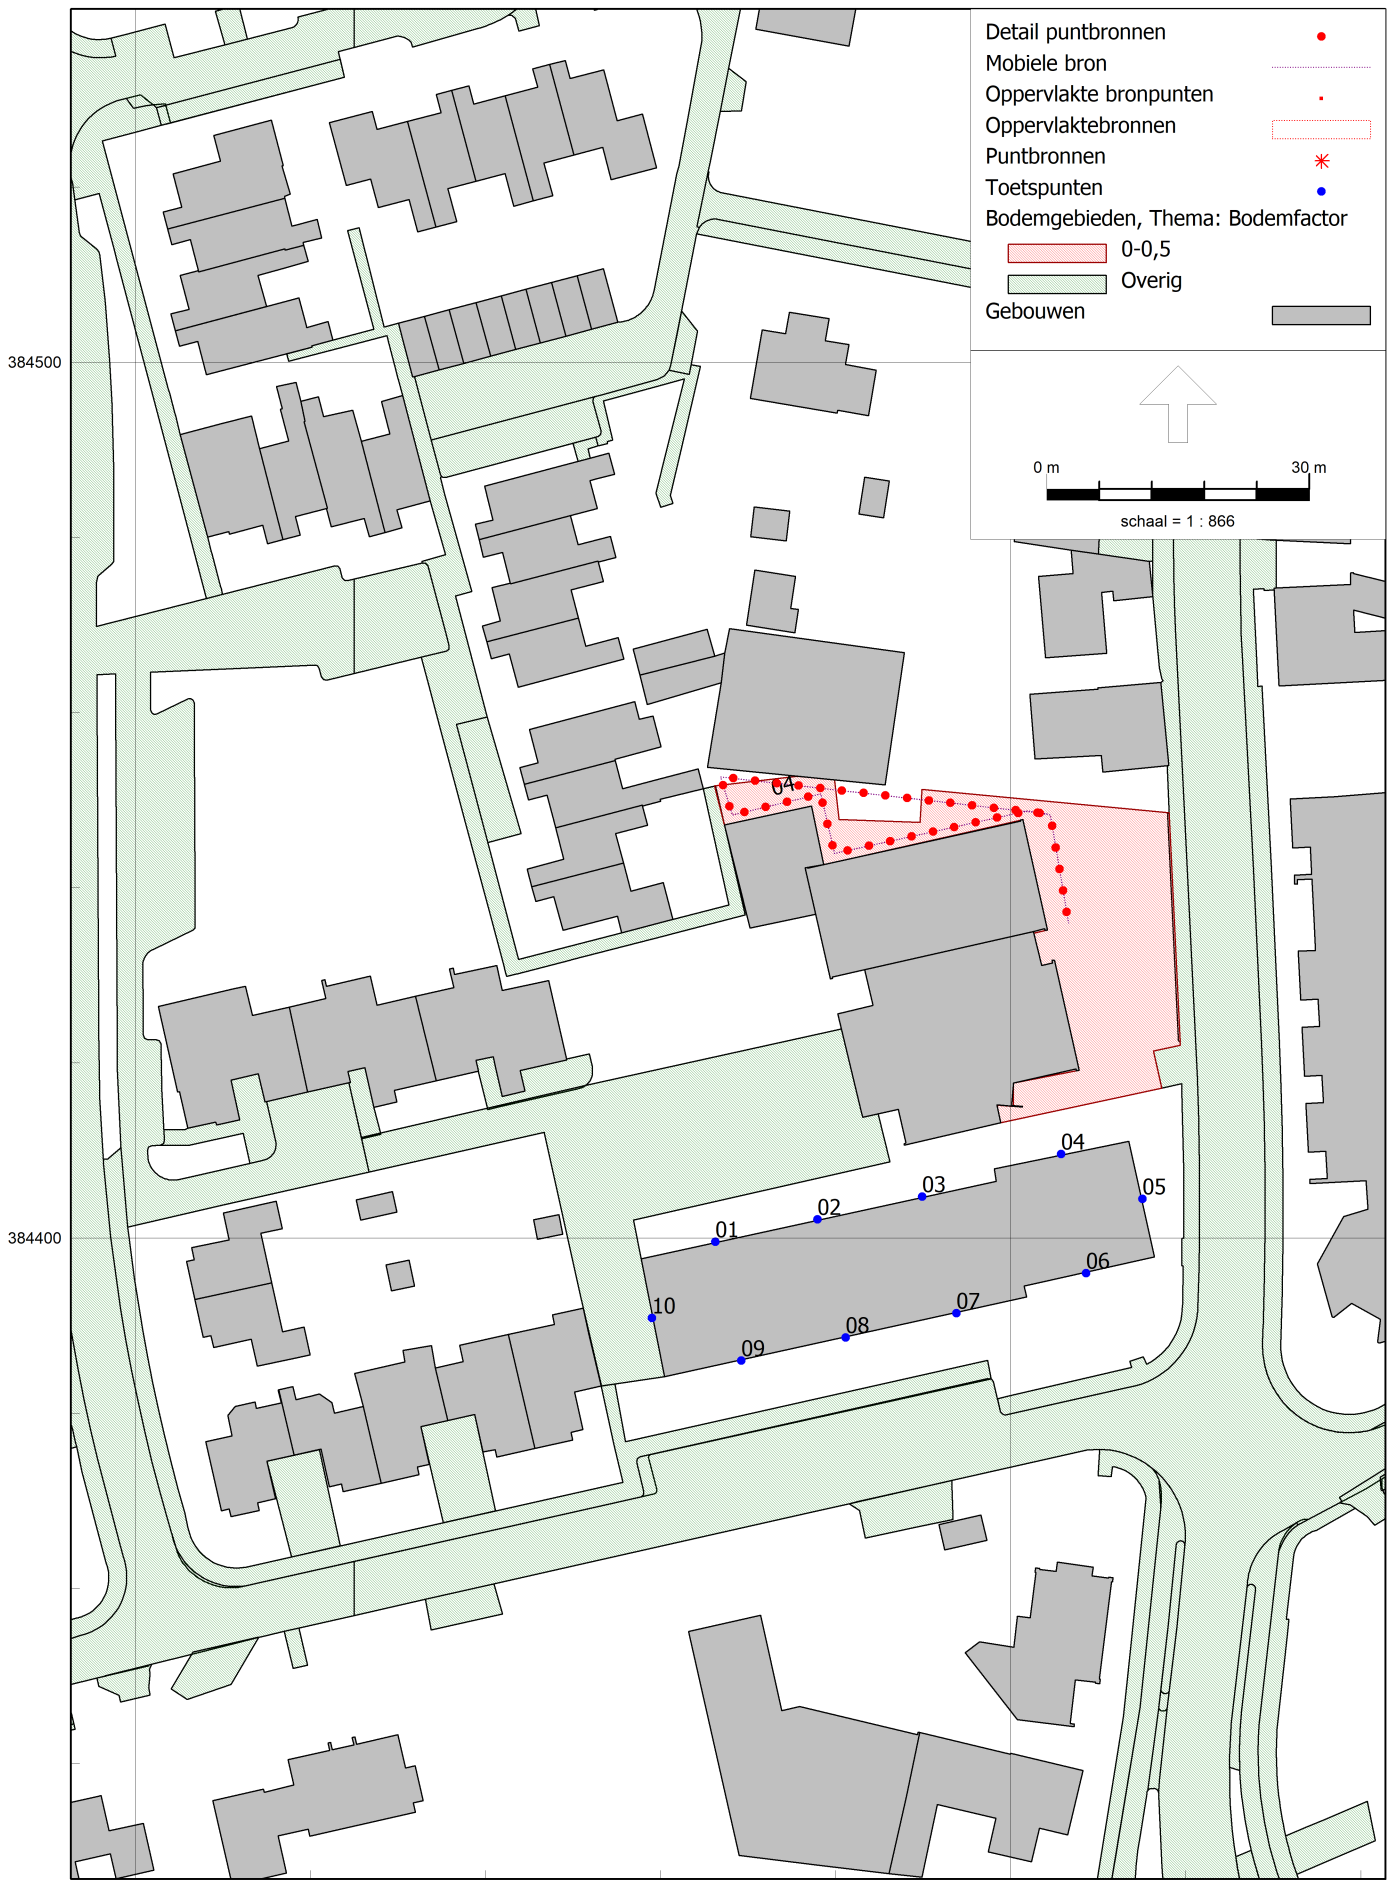 Detail puntbronnen
Mobiele bron
Oppervlakte bronpunten
Oppervlaktebronnen
Puntbronnen
Toetspunten
Bodemgebieden, Thema: Bodemfactor
0-0,5
Overig
Gebouwen
384500
0 m 30 m
schaal = 1 : 866
04
04
05
03
02
01
384400
06
07
10
08
09